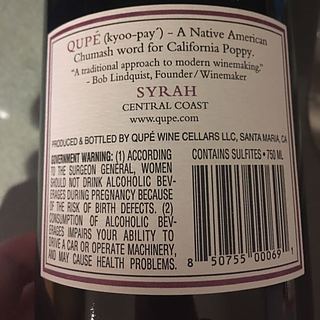 QUPÉ (kyoo-pay´) – A Native American
Chumash word for California Poppy.
“A traditional approach to modern winemaking.”
- Bob Lindquist, Founder/Winemaker
SYRAH
CENTRAL COAST
www.qupe.com
PRODUCED & BOTTLED BY QUPÉ WINE CELLARS LLC, SANTA MARIA, CA
GOVERNMENT WARNING: (1) ACCORDING
TO THE SURGEON GENERAL, WOMEN
SHOULD NOT DRINK ALCOHOLIC BEV-
ERAGES DURING PREGNANCY BECAUSE
OF THE RISK OF BIRTH DEFECTS. (2)
CONSUMPTION OF ALCOHOLIC BEV-
ERAGES IMPAIRS YOUR ABILITY TO
DRIVE A CAR OR OPERATE MACHINERY,
AND MAY CAUSE HEALTH PROBLEMS.
CONTAINS SULFITES • 750 ML
8 50755 00069 1